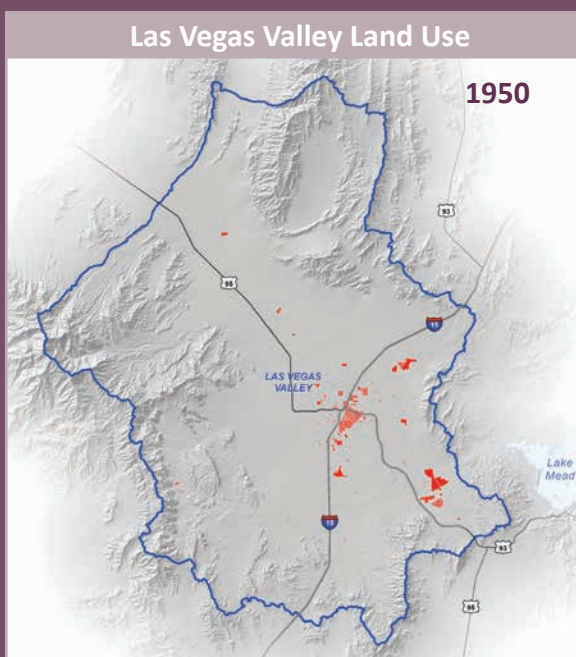 Las Vegas Valley Land Use
1950
93
95
15
LAS VEGAS
VALLEY
Lake
Mead
15
93
95